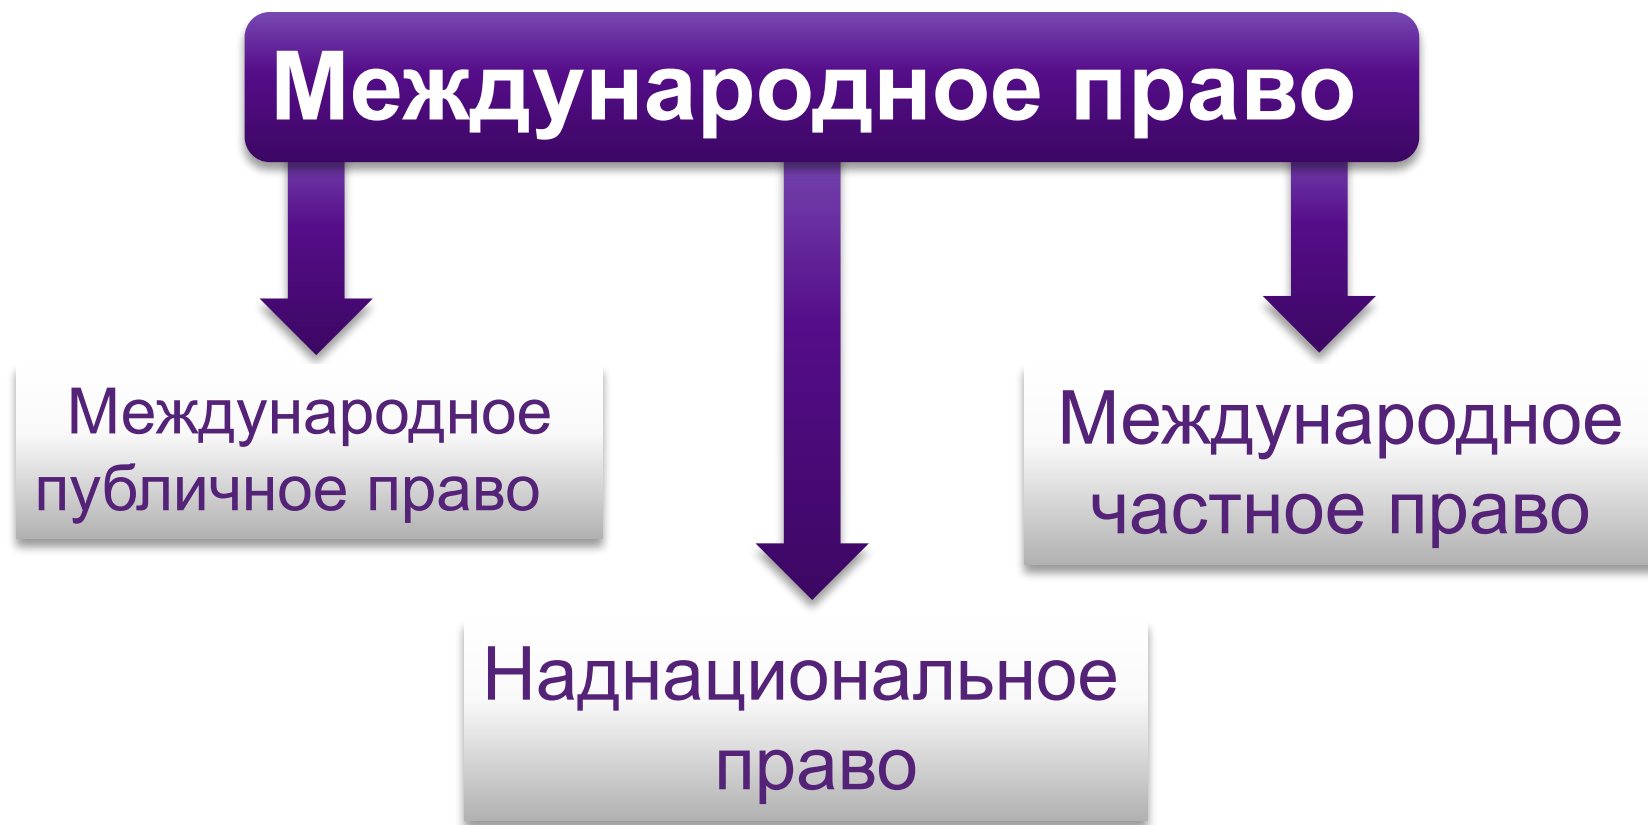 Международное право
Международное
публичное право
Международное
частное право
Наднациональное
право